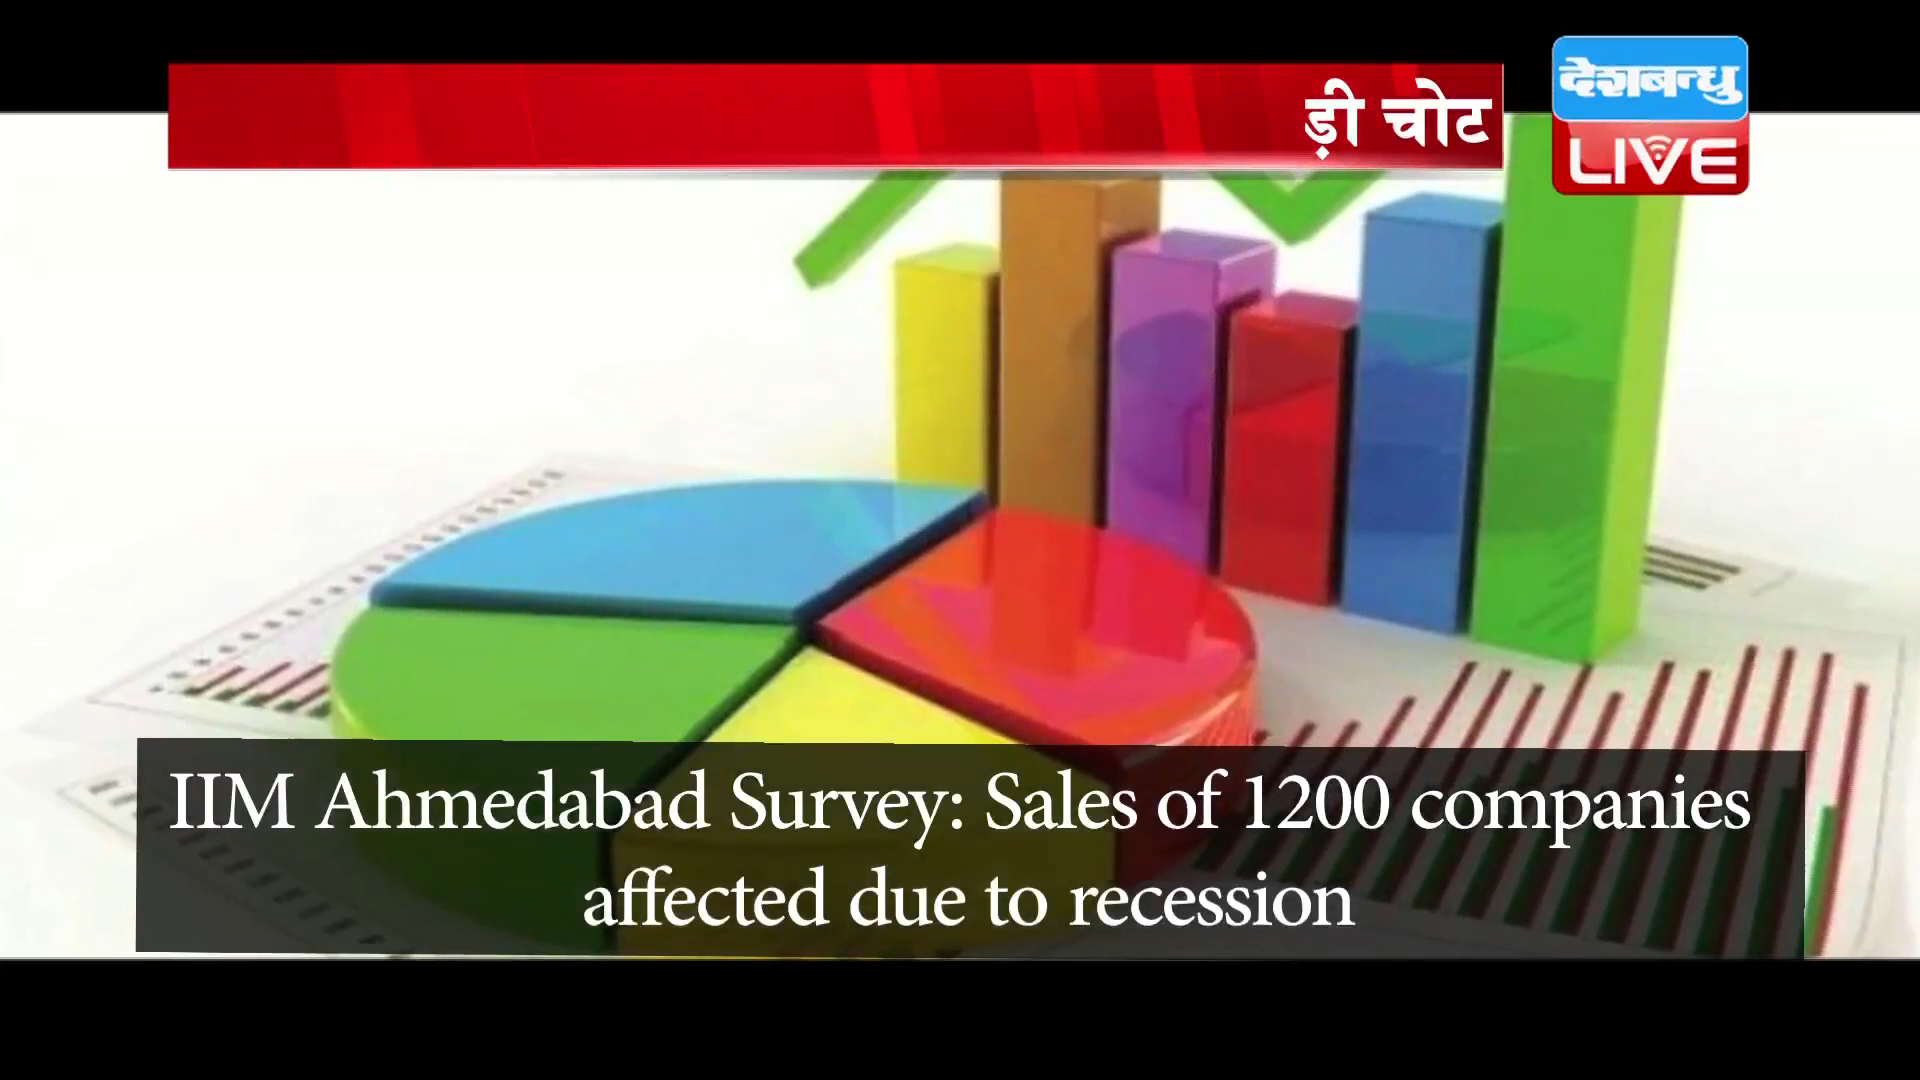 ड़ी चोट
देशबन्धु
LIVE
IIM Ahmedabad Survey: Sales of 1200 companies
affected due to recession